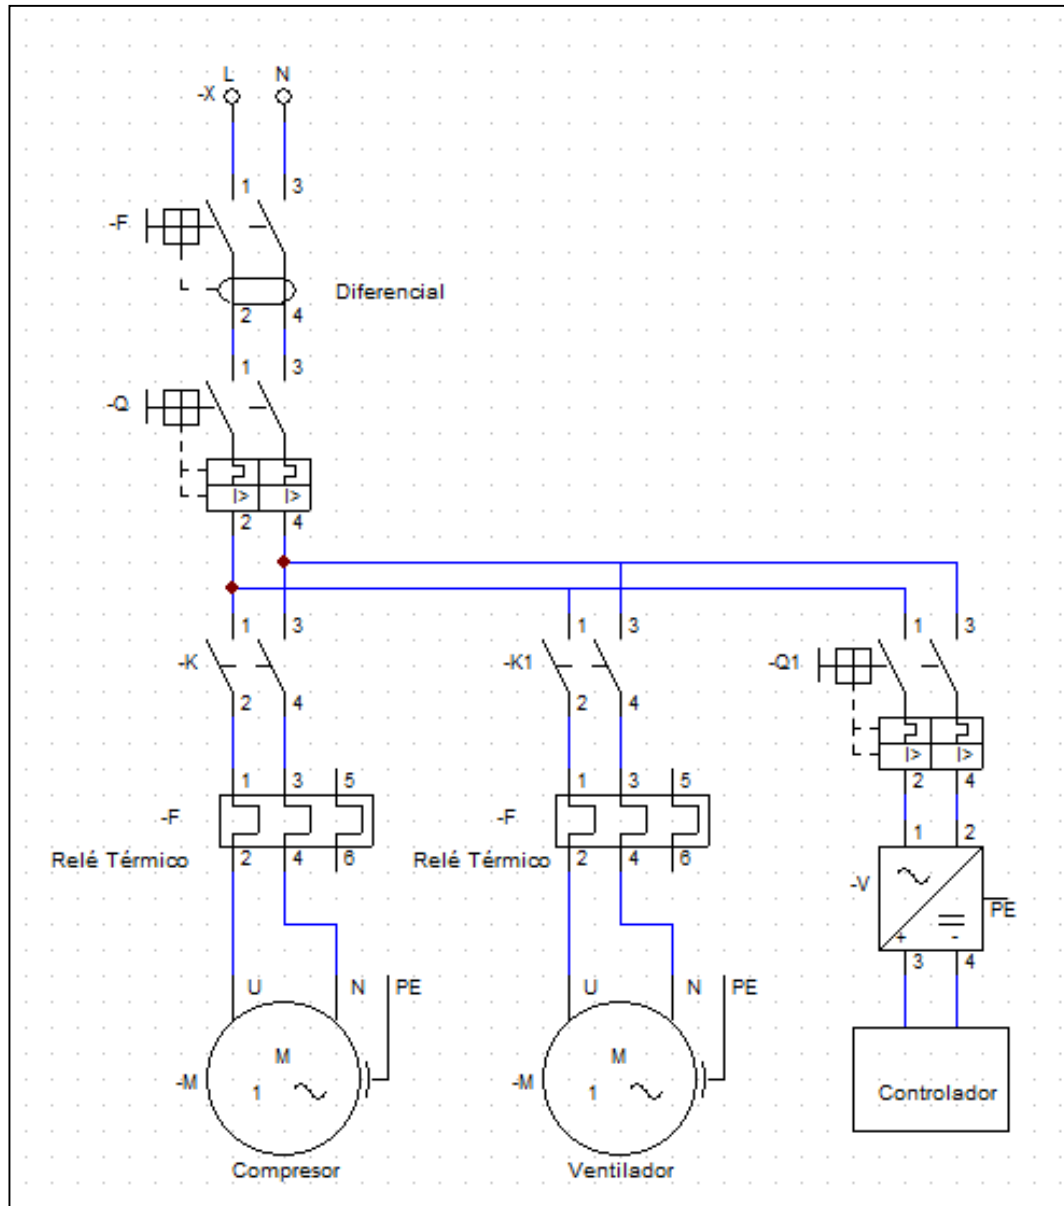 L N
-X
1 3
-F
Diferencial
2 4
1 3
-Q
I> I>
2 4
1 3 1 3 1 3
-K -K1 -Q1
2 4 2 4
I> I>
1 3 5 1 3 5 2 4
-F -F
1 2
2 4 6 2 4 6
Relé Térmico Relé Térmico
-V
PE
+ -
3 4
U N PE U N PE
M M
-M 1 -M 1
Controlador
Compresor Ventilador